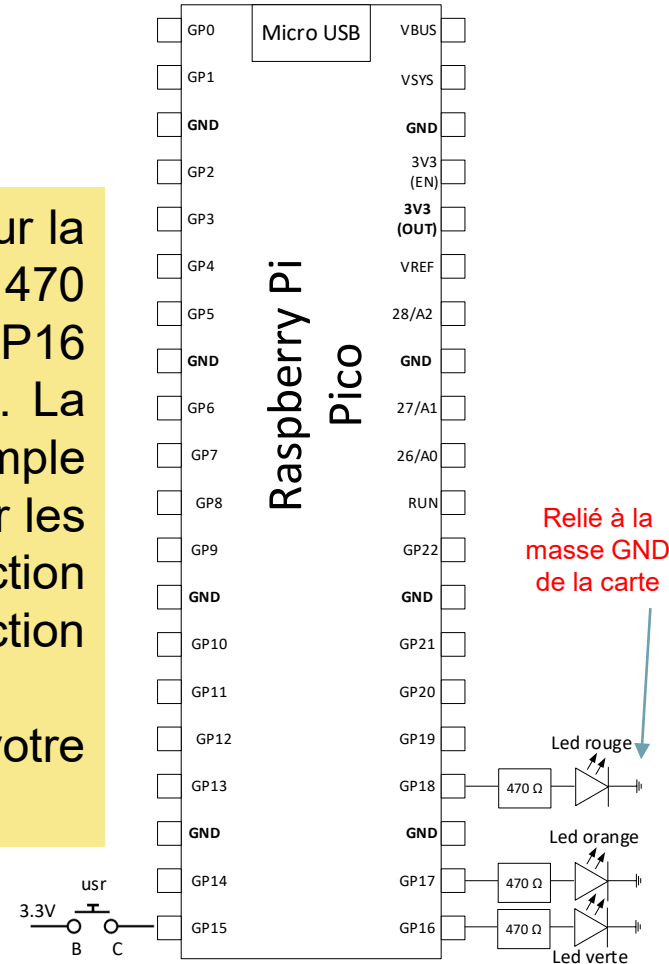 ur la
470
P16
. La
mple
r les
ction
ction
votre
Micro USB
Raspberry Pi
Pico
GP0
GP1
GND
GP2
GP3
GP4
GP5
GND
GP6
GP7
GP8
GP9
GND
GP10
GP11
GP12
GP13
GND
GP14
GP15
VBUS
VSYS
GND
3V3
(EN)
3V3
(OUT)
VREF
28/A2
GND
27/A1
26/A0
RUN
GP22
GND
GP21
GP20
GP19
GP18
GND
GP17
GP16
Relié à la
masse GND
de la carte
Led rouge
470 Ω
Led orange
470 Ω
470 Ω
Led verte
usr
3.3V
B C